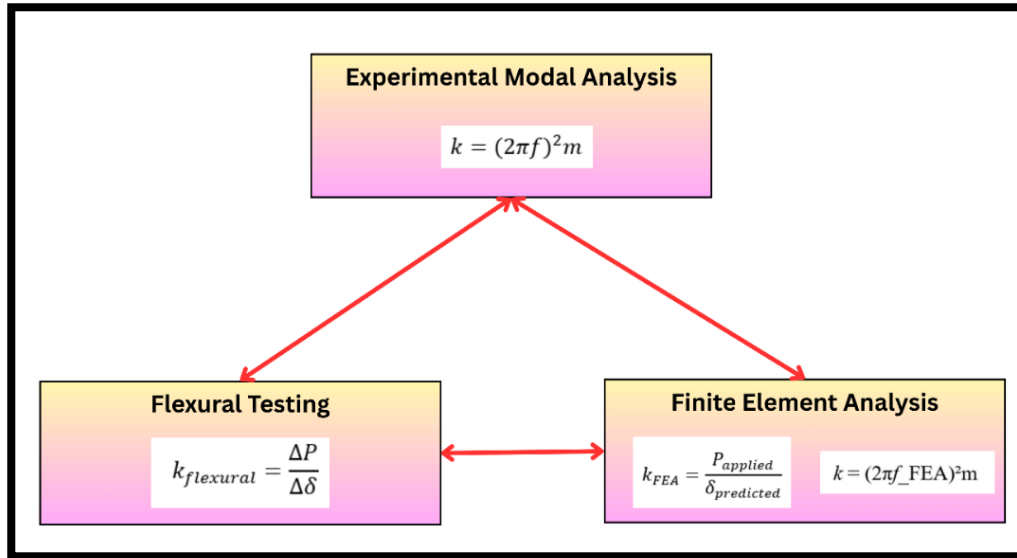 Experimental Modal Analysis
k = (2πf)²m
Flexural Testing
k_flexural = ΔP/Δδ
Finite Element Analysis
k_FEA = P_applied/δ_predicted
k = (2πf_FEA)²m